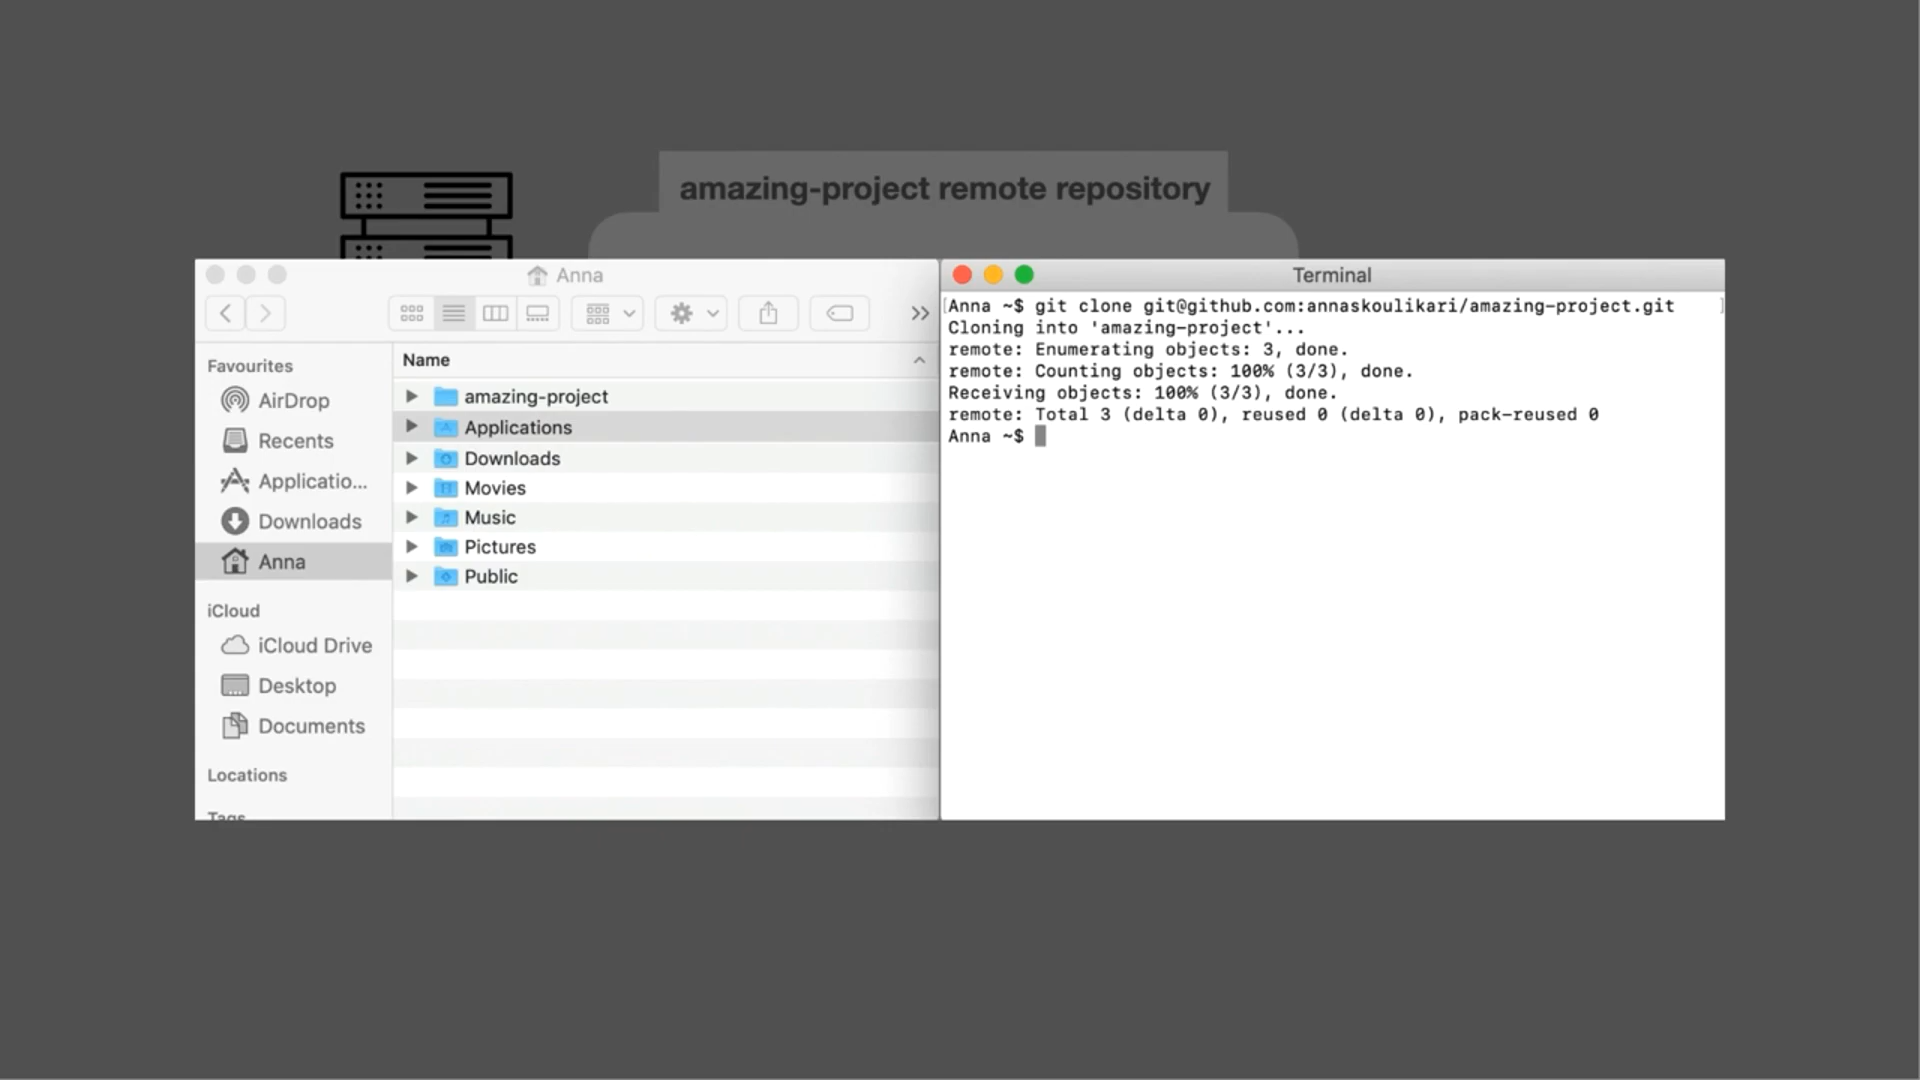 amazing-project remote repository
Anna
Favourites
AirDrop
Recents
Applicatio...
Downloads
Anna
iCloud
iCloud Drive
Desktop
Documents
Locations
Tags
Name
amazing-project
Applications
Downloads
Movies
Music
Pictures
Public
Terminal
Anna ~$ git clone git@github.com:annaskoulikari/amazing-project.git
Cloning into 'amazing-project'...
remote: Enumerating objects: 3, done.
remote: Counting objects: 100% (3/3), done.
Receiving objects: 100% (3/3), done.
remote: Total 3 (delta 0), reused 0 (delta 0), pack-reused 0
Anna ~$